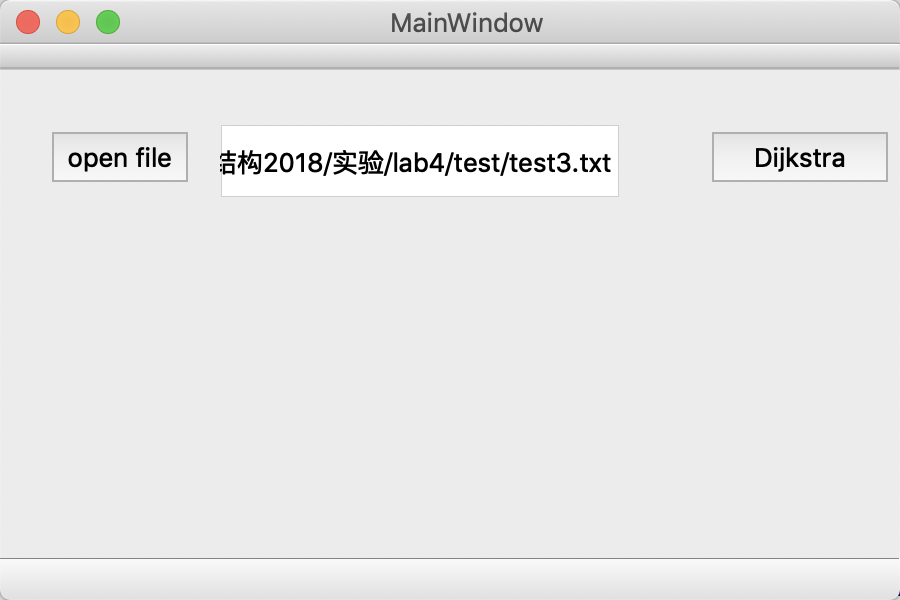 MainWindow
open file
结构2018/实验/lab4/test/test3.txt
Dijkstra